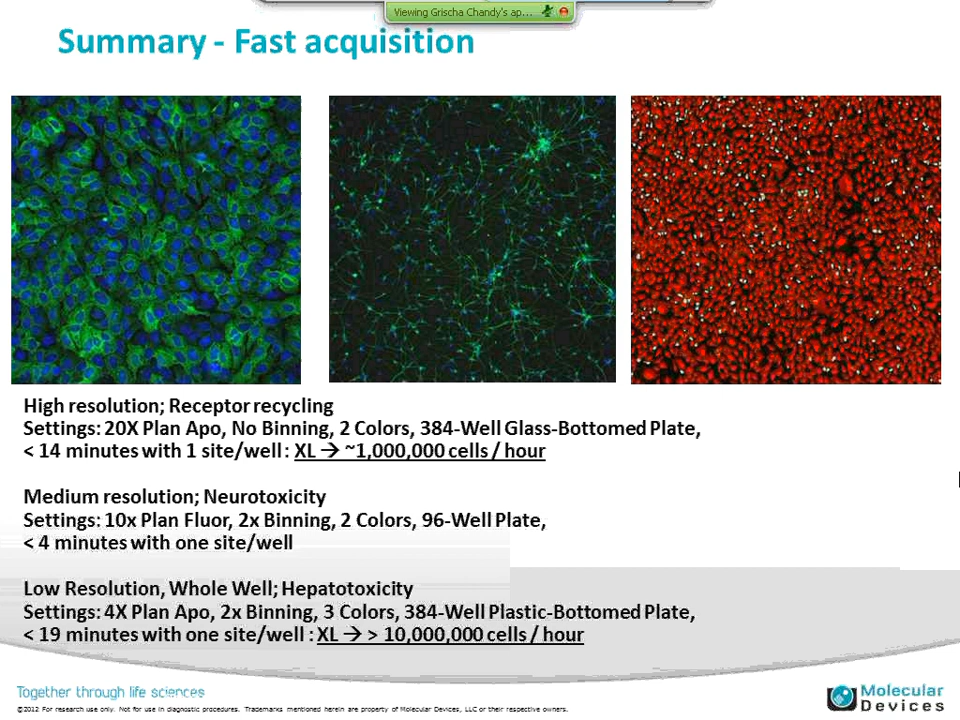 Viewing Grischa Chandy's ap...
Summary - Fast acquisition
High resolution; Receptor recycling
Settings: 20X Plan Apo, No Binning, 2 Colors, 384-Well Glass-Bottomed Plate,
< 14 minutes with 1 site/well : XL → ~1,000,000 cells / hour
Medium resolution; Neurotoxicity
Settings: 10x Plan Fluor, 2x Binning, 2 Colors, 96-Well Plate,
< 4 minutes with one site/well
Low Resolution, Whole Well; Hepatotoxicity
Settings: 4X Plan Apo, 2x Binning, 3 Colors, 384-Well Plastic-Bottomed Plate,
< 19 minutes with one site/well : XL → > 10,000,000 cells / hour
Together through life sciences
©2012 For research use only. Not for use in diagnostic procedures. Trademarks mentioned herein are property of Molecular Devices, LLC or their respective owners.
Molecular
Devices